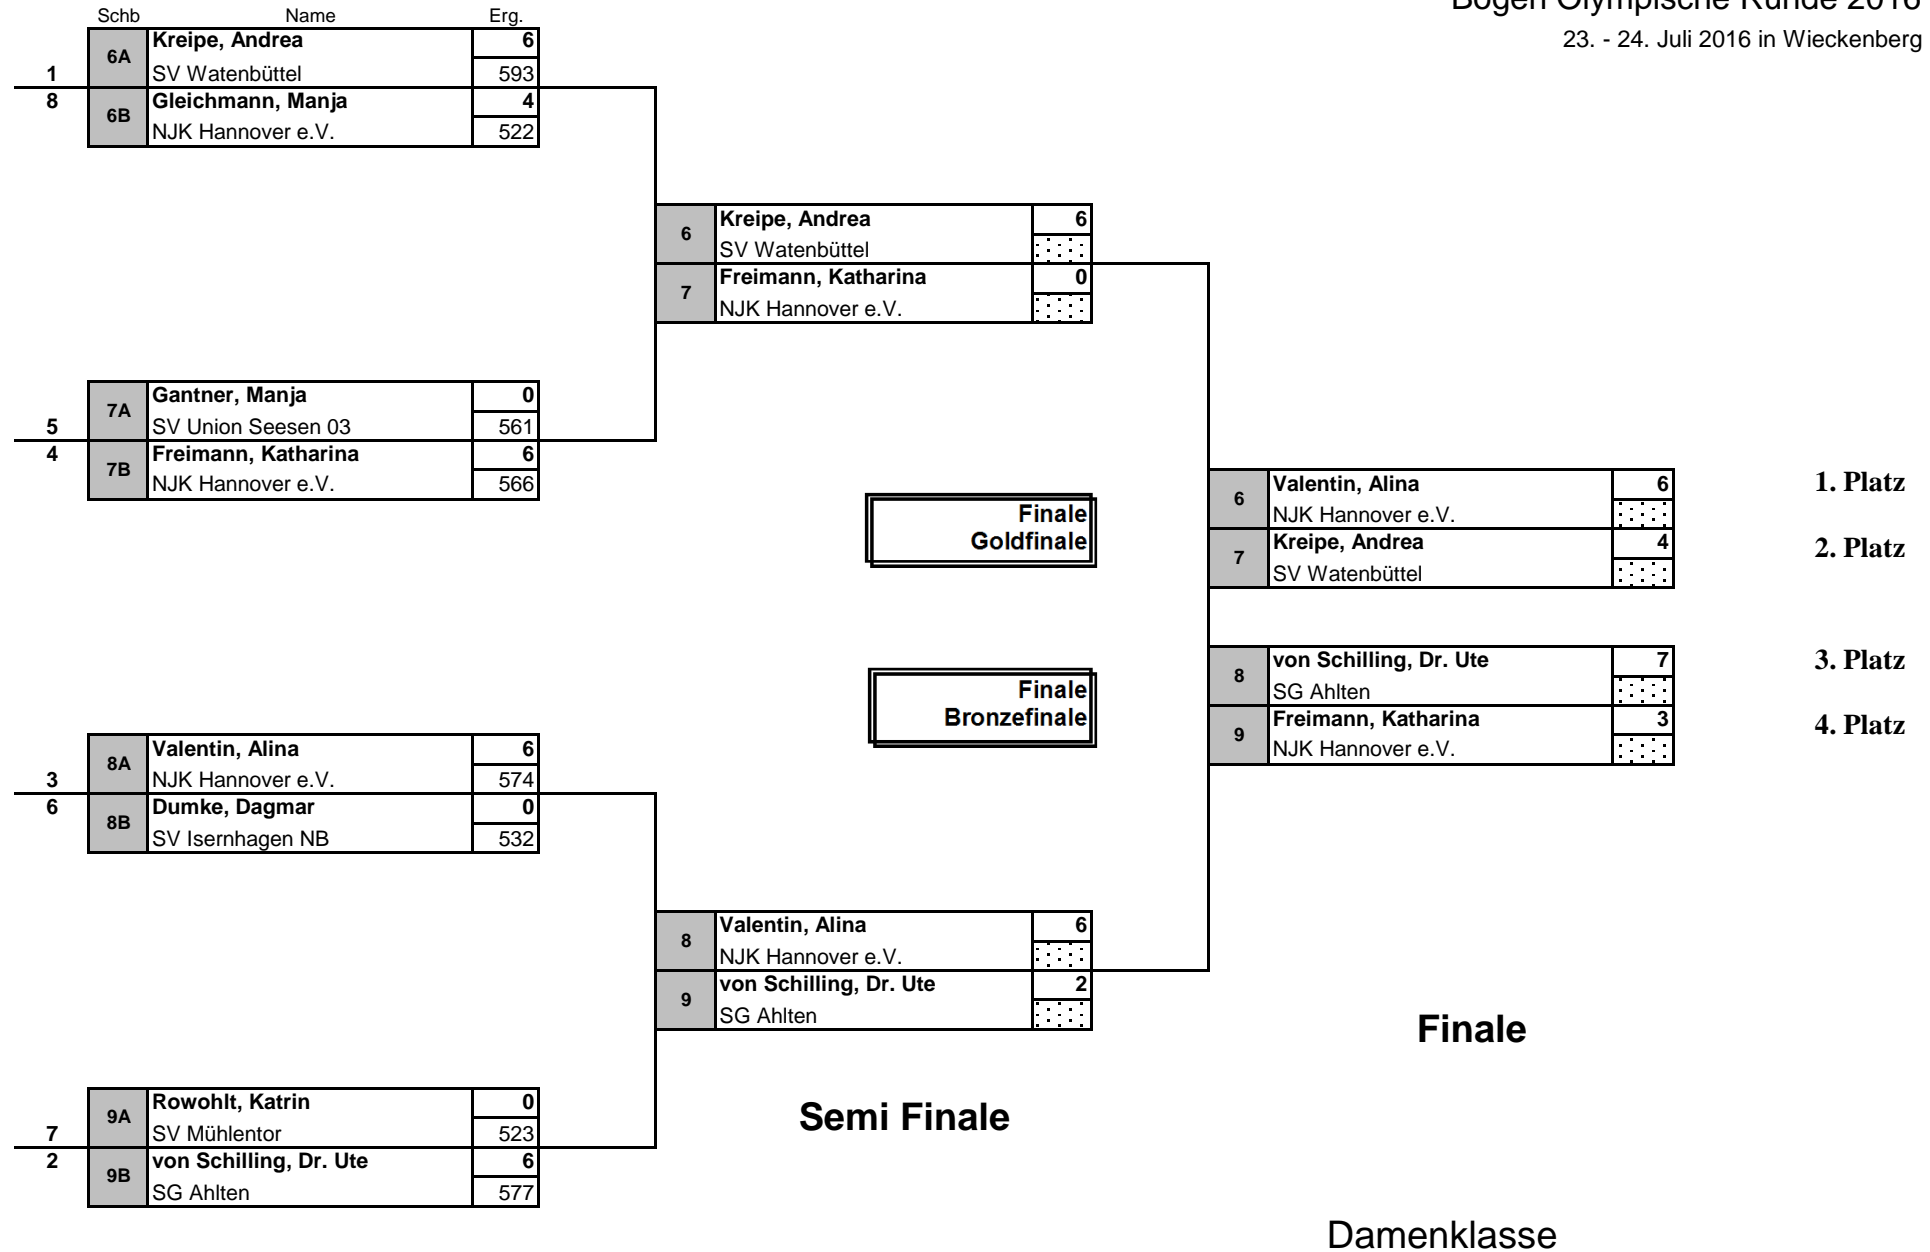 Bogen Olympische Runde 2016
23. - 24. Juli 2016 in Wieckenberg
Schb Name Erg.
6A Kreipe, Andrea 6
1 SV Watenbüttel 593
8 6B Gleichmann, Manja 4
NJK Hannover e.V. 522
6 Kreipe, Andrea 6
SV Watenbüttel
7 Freimann, Katharina 0
NJK Hannover e.V.
7A Gantner, Manja 0
5 SV Union Seesen 03 561
4 7B Freimann, Katharina 6
NJK Hannover e.V. 566
Finale
Goldfinale
6 Valentin, Alina 6 1. Platz
NJK Hannover e.V.
7 Kreipe, Andrea 4 2. Platz
SV Watenbüttel
Finale
Bronzefinale
8 von Schilling, Dr. Ute 7 3. Platz
SG Ahlten
9 Freimann, Katharina 3 4. Platz
NJK Hannover e.V.
8A Valentin, Alina 6
3 NJK Hannover e.V. 574
6 8B Dumke, Dagmar 0
SV Isernhagen NB 532
8 Valentin, Alina 6
NJK Hannover e.V.
9 von Schilling, Dr. Ute 2
SG Ahlten
Finale
Semi Finale
9A Rowohlt, Katrin 0
7 SV Mühlentor 523
2 9B von Schilling, Dr. Ute 6
SG Ahlten 577
Damenklasse